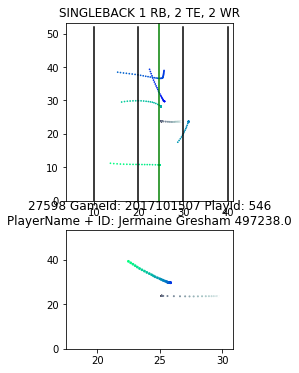 SINGLEBACK 1 RB, 2 TE, 2 WR
50
40
30
20
10
0
10 20 30 40
27598 GameId: 2017101507 PlayId: 546
PlayerName + ID: Jermaine Gresham 497238.0
40
20
0
20 25 30